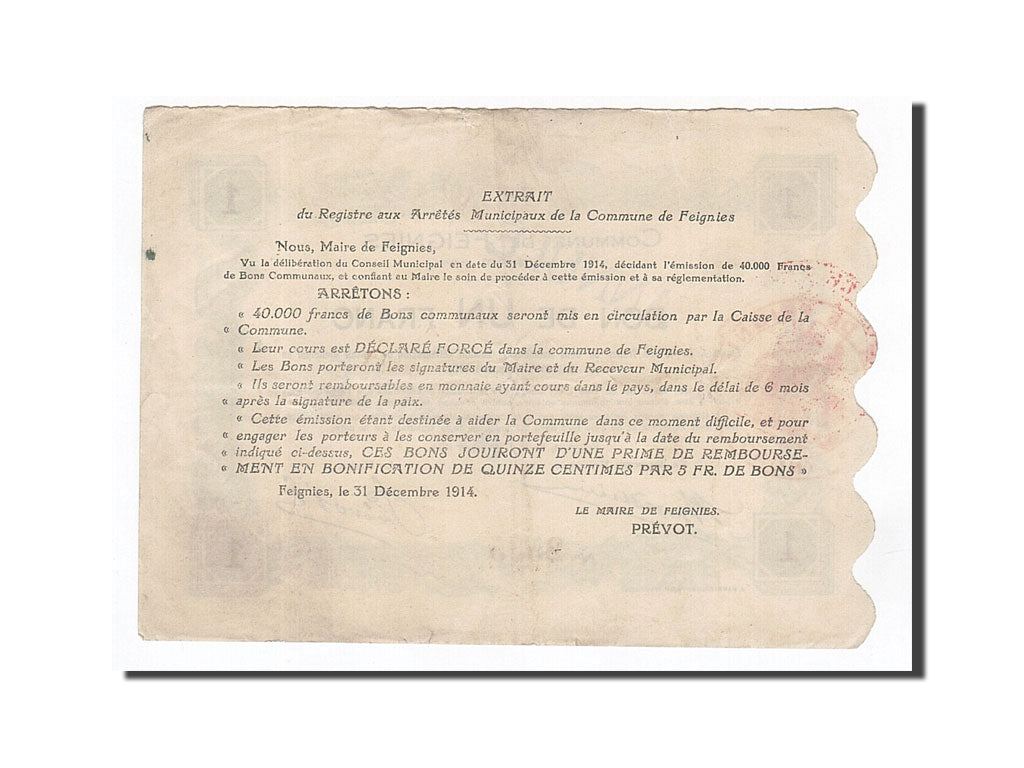 EXTRAIT
du Registre aux Arrêtés Municipaux de la Commune de Feignies
Nous, Maire de Feignies,
Vu la délibération du Conseil Municipal en date du 31 Décembre 1914, décidant l'émission de 40.000 Francs
de Bons Communaux, et confiant au Maire le soin de procéder à cette émission et à sa réglementation.
ARRÊTONS :
« 40.000 francs de Bons communaux seront mis en circulation par la Caisse de la
« Commune.
« Leur cours est DÉCLARÉ FORCÉ dans la commune de Feignies.
« Les Bons porteront les signatures du Maire et du Receveur Municipal.
« Ils seront remboursables en monnaie ayant cours dans le pays, dans le délai de 6 mois
« après la signature de la paix.
« Cette émission étant destinée à aider la Commune dans ce moment difficile, et pour
« engager les porteurs à les conserver en portefeuille jusqu'à la date du remboursement
« indiqué ci-dessus, CES BONS JOUIRONT D'UNE PRIME DE REMBOURSE-
« MENT EN BONIFICATION DE QUINZE CENTIMES PAR 5 FR. DE BONS »
Feignies, le 31 Décembre 1914.
LE MAIRE DE FEIGNIES.
PRÉVOT.